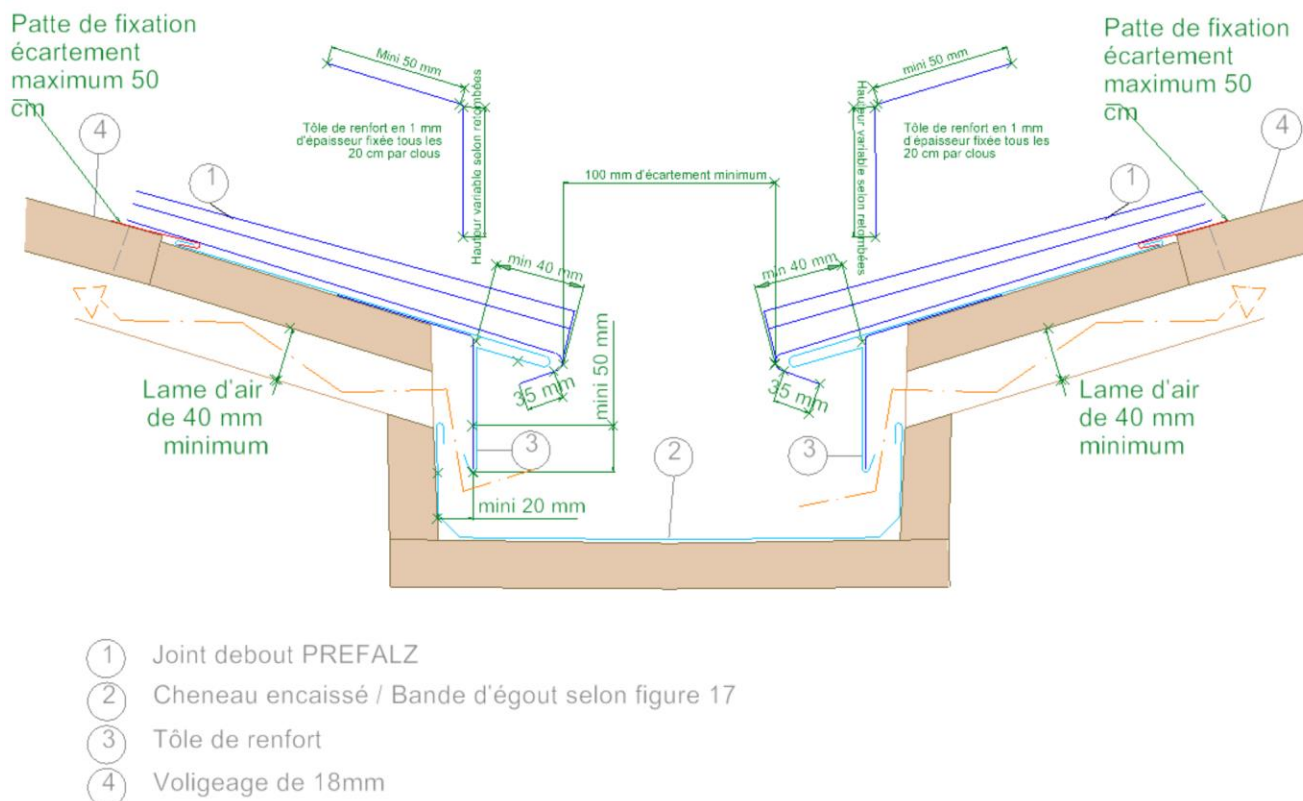 Patte de fixation
écartement
maximum 50
cm
4
1
Mini 50 mm
Hauteur variable selon retombées
Tôle de renfort en 1 mm
d'épaisseur fixée tous les
20 cm par clous
100 mm d'écartement minimum
mini 50 mm
Hauteur variable selon retombées
Tôle de renfort en 1 mm
d'épaisseur fixée tous les
20 cm par clous
Patte de fixation
écartement
maximum 50
cm
4
1
min 40 mm
35 mm
mini 50 mm
min 40 mm
35 mm
Lame d'air
de 40 mm
minimum
Lame d'air
de 40 mm
minimum
3
2
3
mini 20 mm
1 Joint debout PREFALZ
2 Cheneau encaissé / Bande d'égout selon figure 17
3 Tôle de renfort
4 Voligeage de 18mm